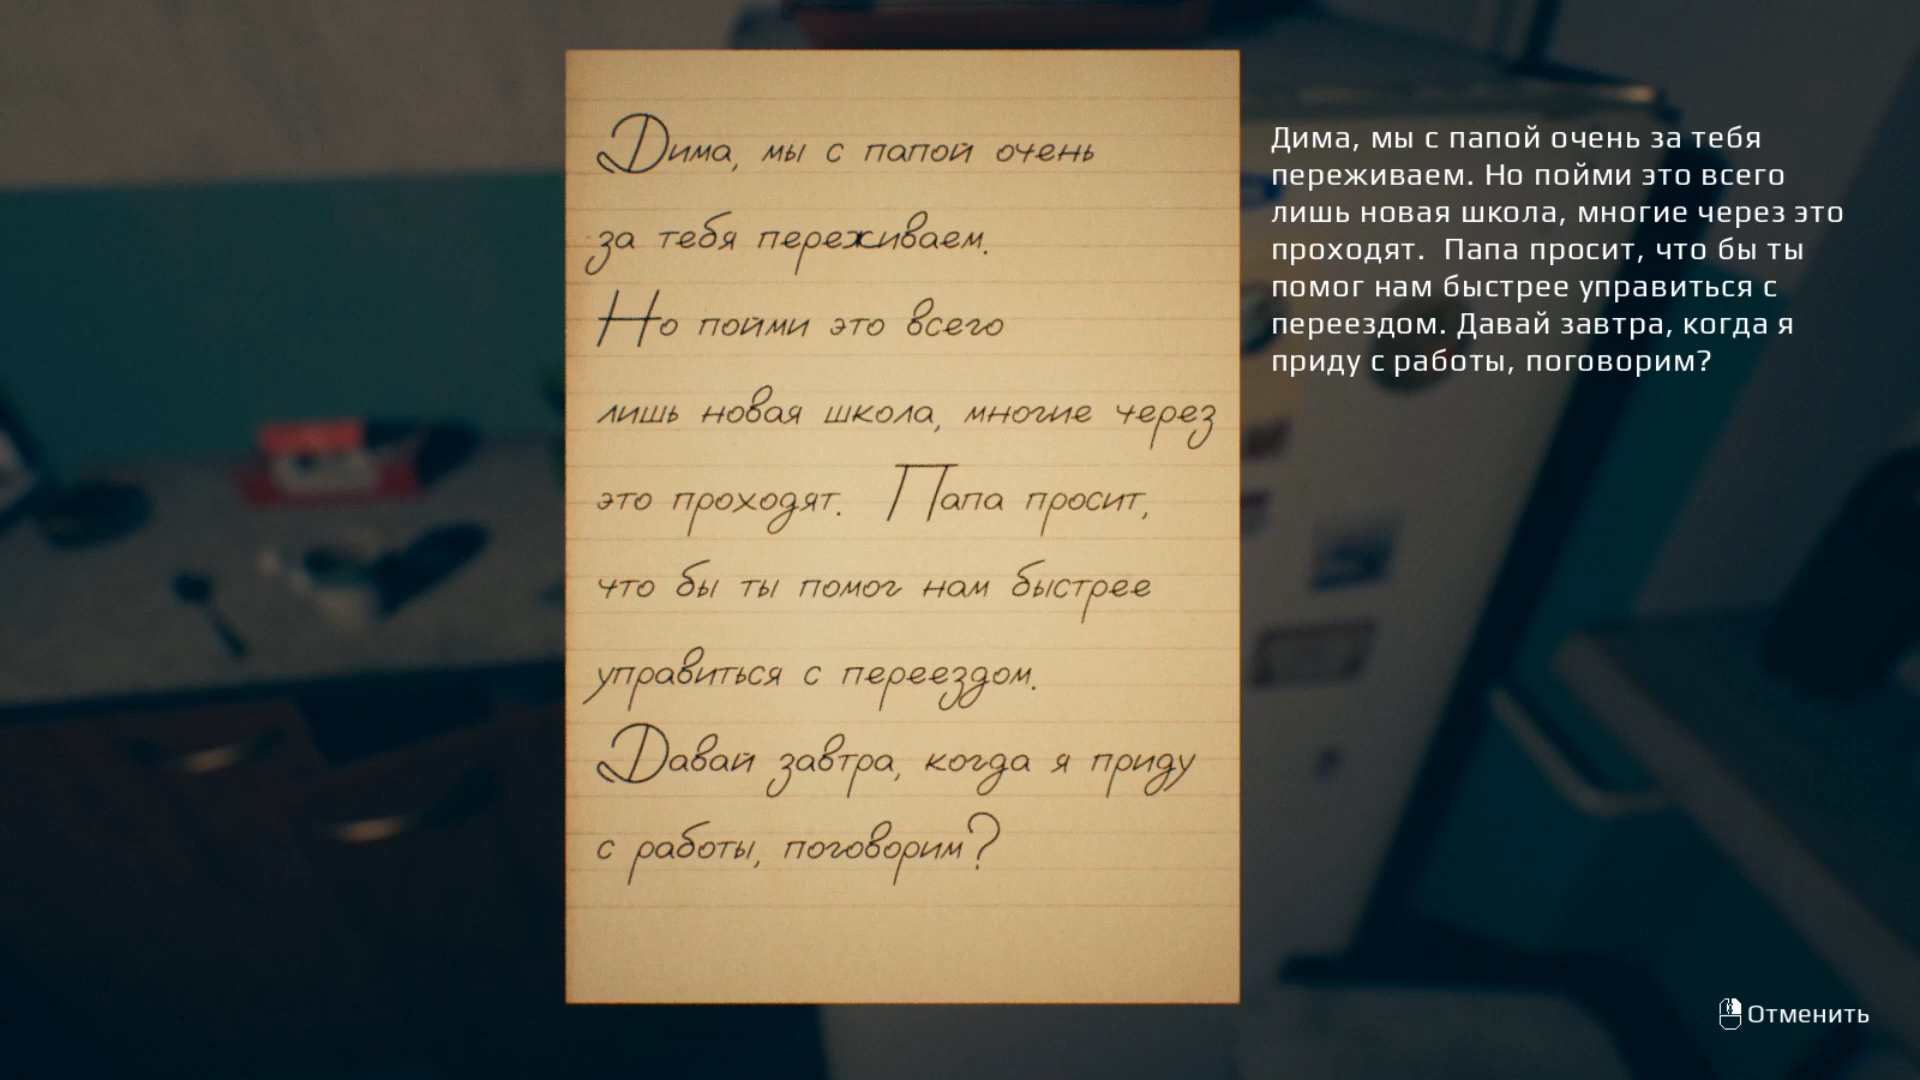 Дима, мы с папой очень
за тебя переживаем.
Но пойми это всего
лишь новая школа, многие через
это проходят.  Папа просит,
что бы ты помог нам быстрее
управиться с переездом.
Давай завтра, когда я приду
с работы, поговорим?
Дима, мы с папой очень за тебя
переживаем. Но пойми это всего
лишь новая школа, многие через это
проходят.  Папа просит, что бы ты
помог нам быстрее управиться с
переездом. Давай завтра, когда я
приду с работы, поговорим?
Отменить